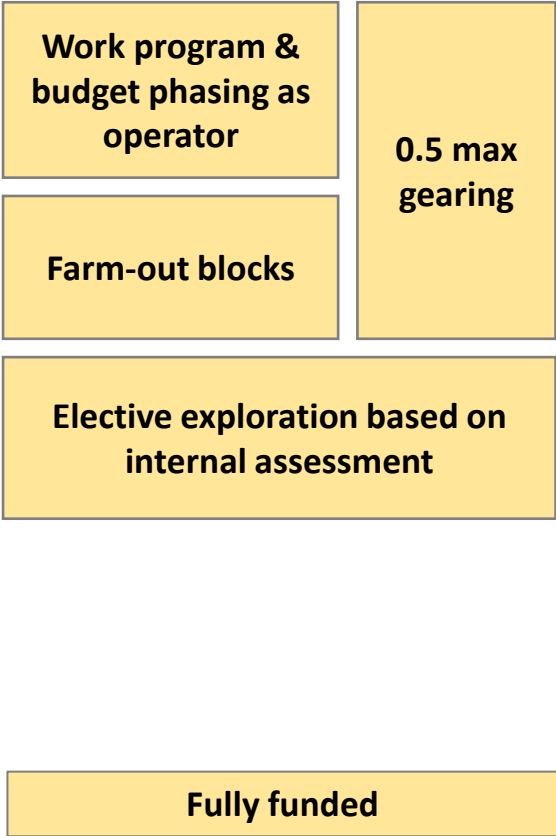 Work program &
budget phasing as
operator
0.5 max
gearing
Farm-out blocks
Elective exploration based on
internal assessment
Fully funded